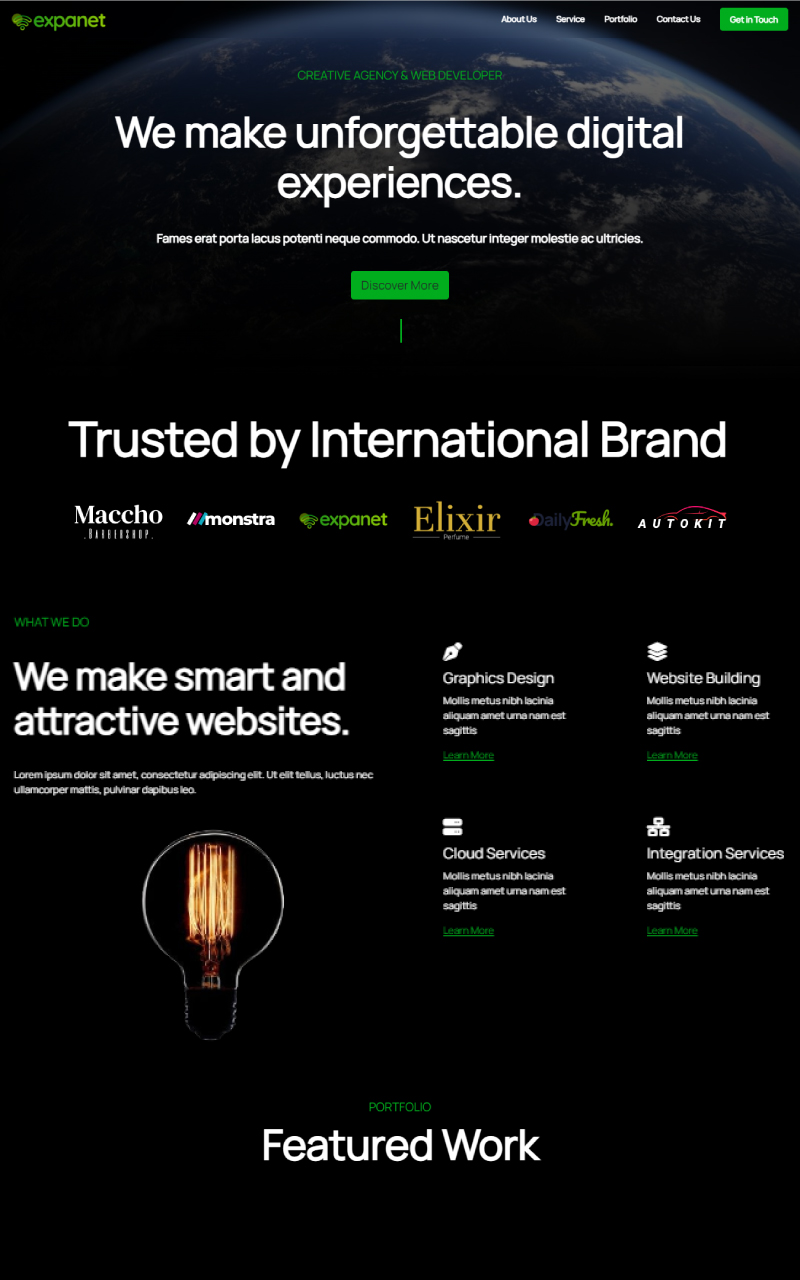 expanet
About Us Service Portfolio Contact Us Get in Touch
CREATIVE AGENCY & WEB DEVELOPER
We make unforgettable digital
experiences.
Fames erat porta lacus potenti neque commodo. Ut nascetur integer molestie ac ultricies.
Discover More
Trusted by International Brand
Maccho
BARBERSHOP
monstra
expanet
Elixir
Perfume
DailyFresh.
AUTOKIT
WHAT WE DO
We make smart and
attractive websites.
Lorem ipsum dolor sit amet, consectetur adipiscing elit. Ut elit tellus, luctus nec
ullamcorper mattis, pulvinar dapibus leo.
Graphics Design
Mollis metus nibh lacinia
aliquam amet urna nam est
sagittis
Learn More
Website Building
Mollis metus nibh lacinia
aliquam amet urna nam est
sagittis
Learn More
Cloud Services
Mollis metus nibh lacinia
aliquam amet urna nam est
sagittis
Learn More
Integration Services
Mollis metus nibh lacinia
aliquam amet urna nam est
sagittis
Learn More
PORTFOLIO
Featured Work